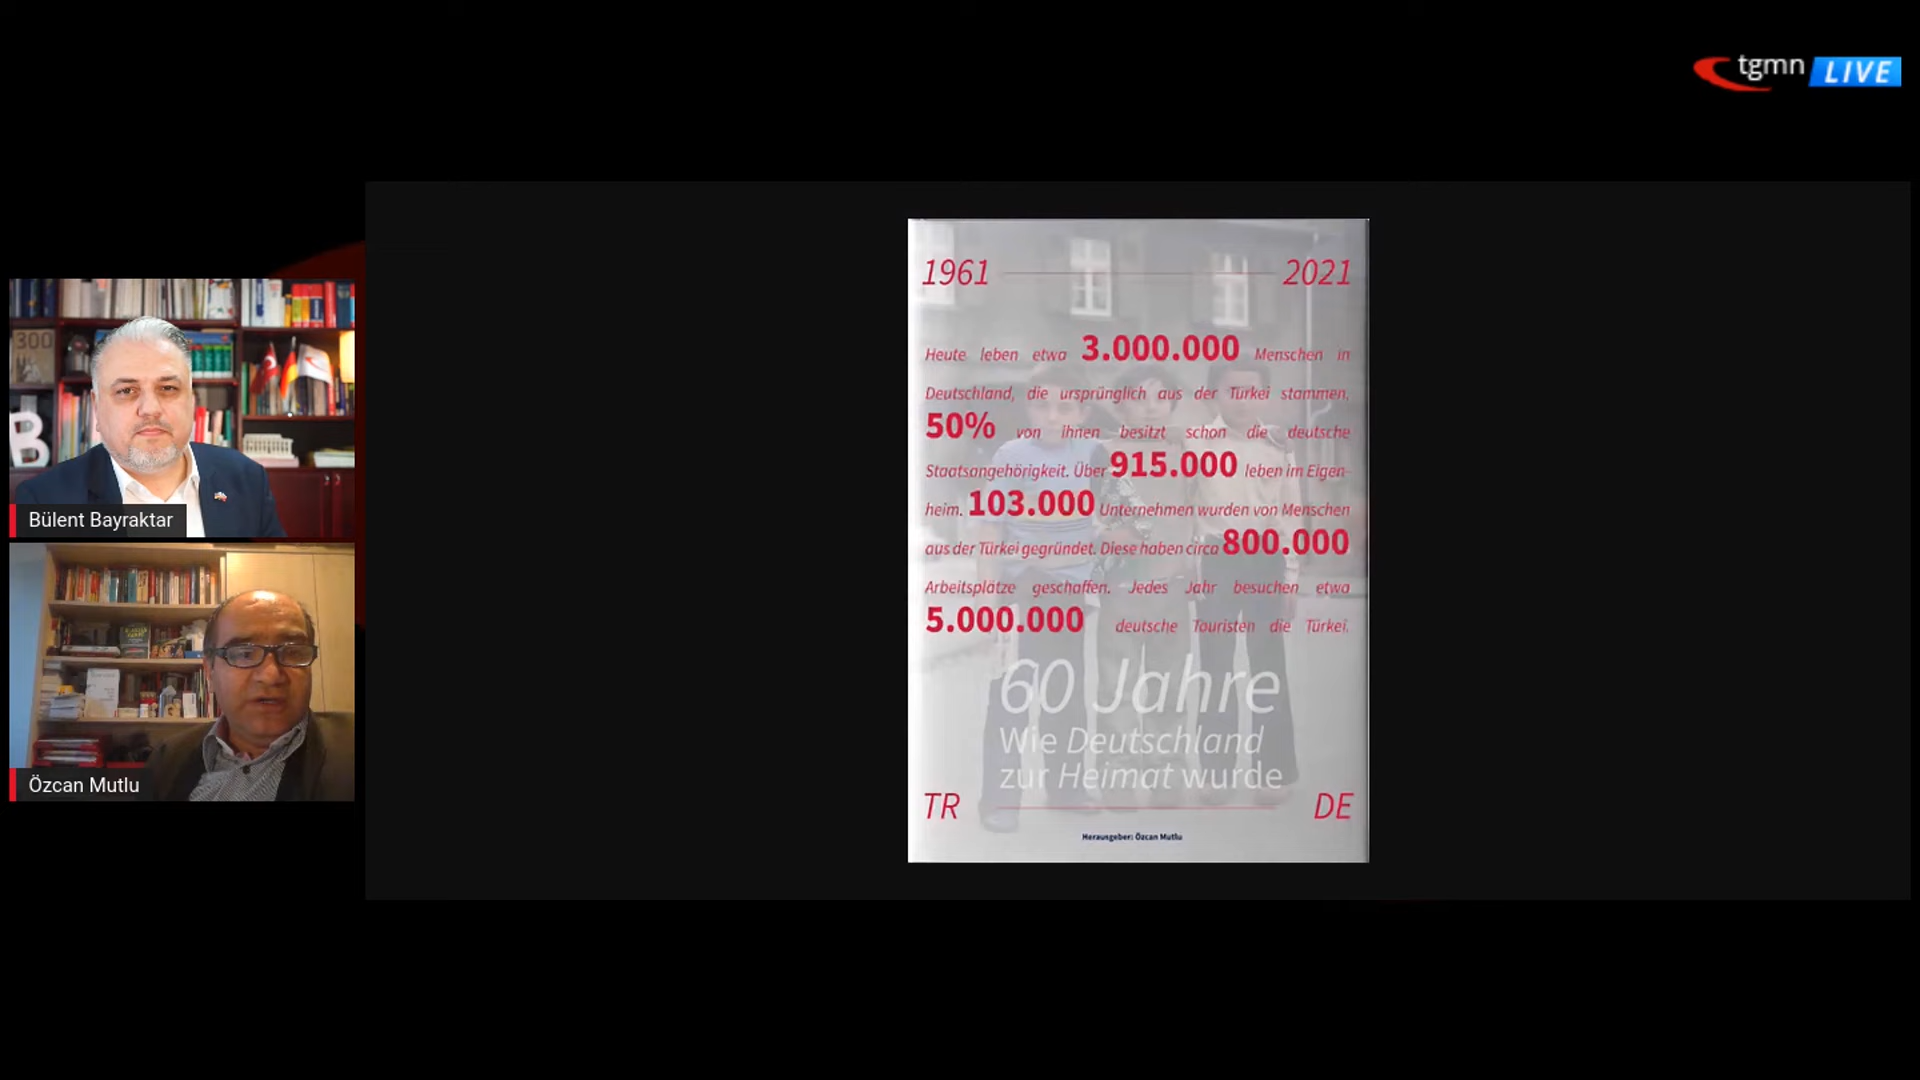 tgmn LIVE
300
B
Bülent Bayraktar
Özcan Mutlu
1961 2021
Heute leben etwa 3.000.000 Menschen in
Deutschland, die ursprünglich aus der Türkei stammen.
50% von ihnen besitzt schon die deutsche
Staatsangehörigkeit. Über 915.000 leben im Eigen-
heim. 103.000 Unternehmen wurden von Menschen
aus der Türkei gegründet. Diese haben circa 800.000
Arbeitsplätze geschaffen. Jedes Jahr besuchen etwa
5.000.000 deutsche Touristen die Türkei.
60 Jahre
Wie Deutschland
zur Heimat wurde
TR DE
Herausgeber: Özcan Mutlu